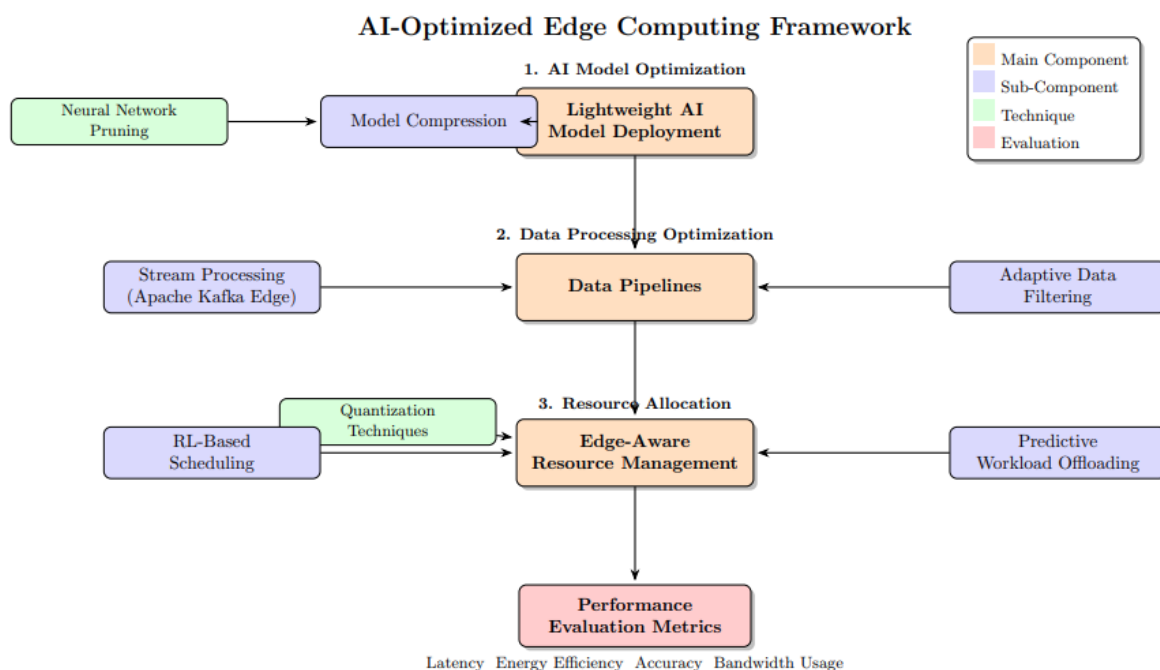 AI-Optimized Edge Computing Framework
1. AI Model Optimization
Main Component
Sub-Component
Technique
Evaluation
Neural Network
Pruning
Model Compression
Lightweight AI
Model Deployment
2. Data Processing Optimization
Stream Processing
(Apache Kafka Edge)
Data Pipelines
Adaptive Data
Filtering
3. Resource Allocation
Quantization
Techniques
RL-Based
Scheduling
Edge-Aware
Resource Management
Predictive
Workload Offloading
Performance
Evaluation Metrics
Latency Energy Efficiency Accuracy Bandwidth Usage